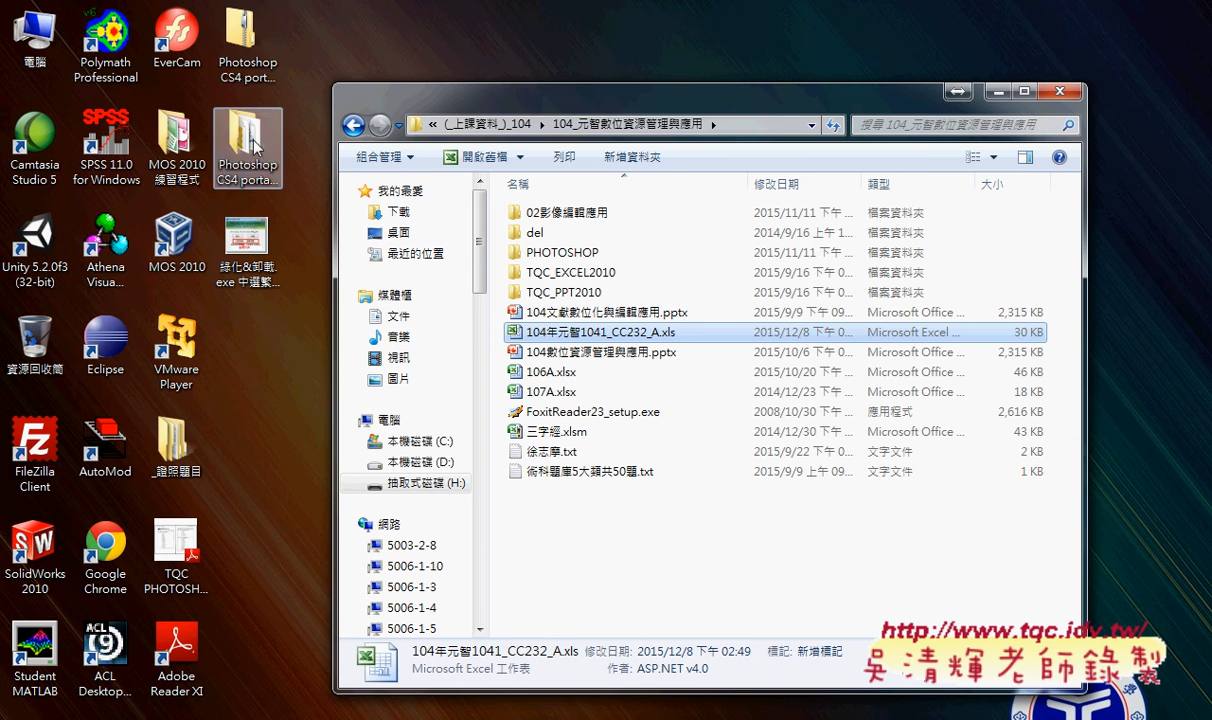 電腦
Polymath
Professional
EverCam
Photoshop
CS4 port...
Camtasia
Studio 5
SPSS 11.0
for Windows
MOS 2010
練習程式
Photoshop
CS4 porta...
Unity 5.2.0f3
(32-bit)
Athena
Visua...
MOS 2010
綠化&卸載.
exe 中選繁...
資源回收筒
Eclipse
VMware
Player
FileZilla
Client
AutoMod
_證照題目
SolidWorks
2010
Google
Chrome
TQC
PHOTOSH...
Student
MATLAB
ACL
Desktop...
Adobe
Reader XI
« (_上課資料_)_104 ▸ 104_元智數位資源管理與應用 ▸
搜尋 104_元智數位資源管理與應用
組合管理 開啟舊檔 列印 新增資料夾
我的最愛
下載
桌面
最近的位置
媒體櫃
文件
音樂
視訊
圖片
電腦
本機磁碟 (C:)
本機磁碟 (D:)
抽取式磁碟 (H:)
網路
5003-2-8
5006-1-10
5006-1-3
5006-1-4
5006-1-5
名稱 修改日期 類型 大小
02影像編輯應用 2015/11/11 下午 ... 檔案資料夾
del 2014/9/16 上午 1... 檔案資料夾
PHOTOSHOP 2015/11/11 下午 ... 檔案資料夾
TQC_EXCEL2010 2015/9/16 下午 0... 檔案資料夾
TQC_PPT2010 2015/9/16 下午 0... 檔案資料夾
104文獻數位化與編輯應用.pptx 2015/9/9 下午 09... Microsoft Office ... 2,315 KB
104年元智1041_CC232_A.xls 2015/12/8 下午 0... Microsoft Excel ... 30 KB
104數位資源管理與應用.pptx 2015/10/6 下午 0... Microsoft Office ... 2,315 KB
106A.xlsx 2015/10/20 下午 ... Microsoft Office ... 46 KB
107A.xlsx 2014/12/23 下午 ... Microsoft Office ... 18 KB
FoxitReader23_setup.exe 2008/10/30 下午 ... 應用程式 2,616 KB
三字經.xlsm 2014/12/30 下午 ... Microsoft Office ... 43 KB
徐志摩.txt 2015/9/22 下午 0... 文字文件 2 KB
術科題庫5大類共50題.txt 2015/9/9 上午 09... 文字文件 1 KB
104年元智1041_CC232_A.xls 修改日期: 2015/12/8 下午 02:49 標記: 新增標記
Microsoft Excel 工作表 作者: ASP.NET v4.0
http://www.tqc.idv.tw/
吳清輝老師錄製